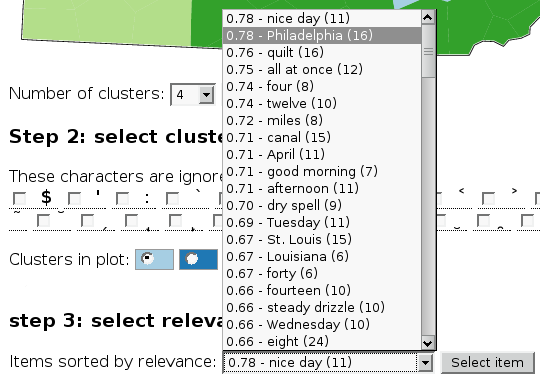 0.78 - nice day (11)
0.78 - Philadelphia (16)
0.76 - quilt (16)
0.75 - all at once (12)
0.74 - four (8)
Number of clusters: 4
0.74 - twelve (10)
0.72 - miles (8)
Step 2: select cluste
0.71 - canal (15)
0.71 - April (11)
These characters are ignore
0.71 - good morning (7)
0.71 - afternoon (11)
$ ' : ` < >
0.70 - dry spell (9)
0.69 - Tuesday (11)
0.67 - St. Louis (15)
Clusters in plot:
0.67 - Louisiana (6)
0.67 - forty (6)
0.66 - fourteen (10)
0.66 - steady drizzle (10)
step 3: select releva
0.66 - Wednesday (10)
0.66 - eight (24)
Items sorted by relevance: 0.78 - nice day (11) Select item